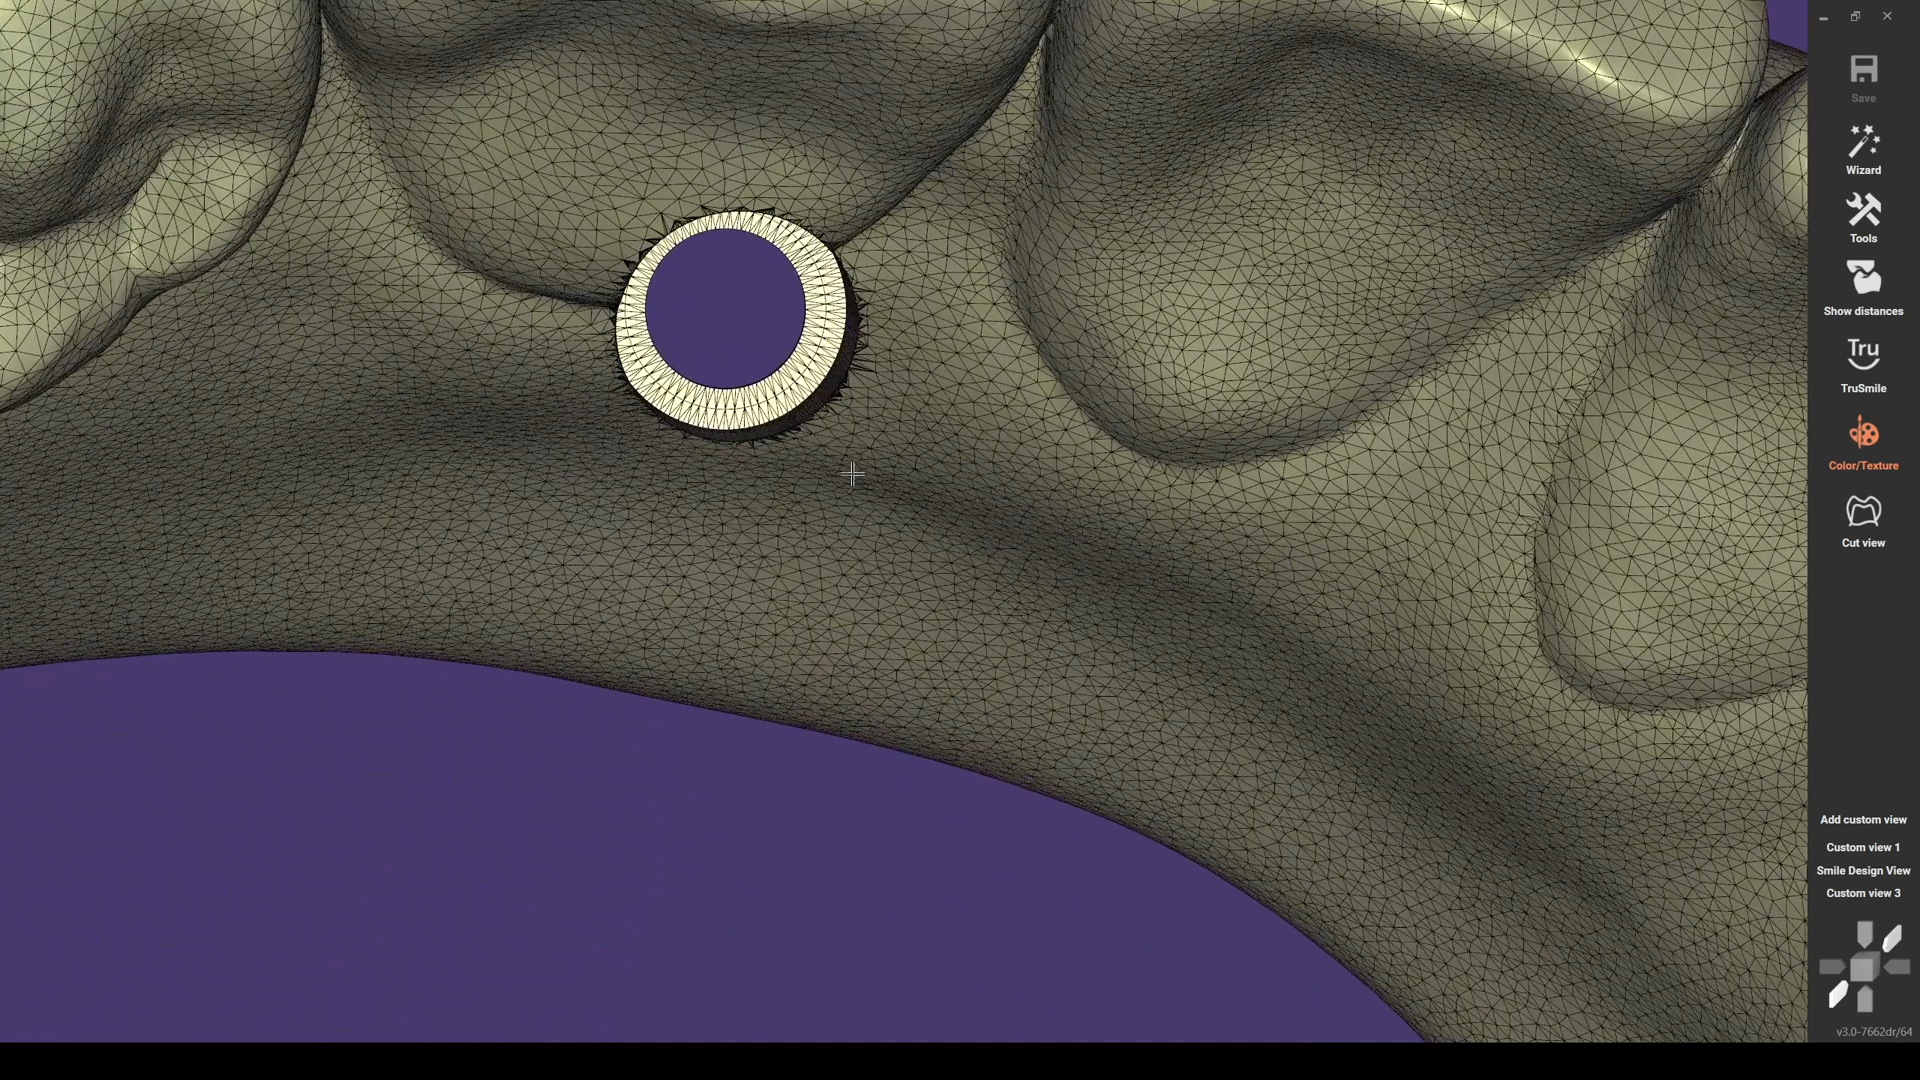 Save
Wizard
Tools
Show distances
Tru
TruSmile
Color/Texture
Cut view
Add custom view
Custom view 1
Smile Design View
Custom view 3
v3.0-7662dr/64